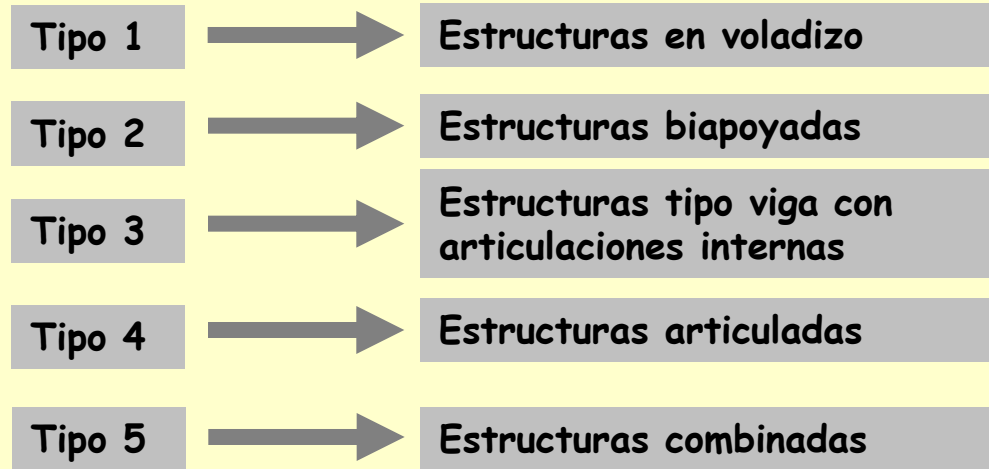 Tipo 1
Estructuras en voladizo
Tipo 2
Estructuras biapoyadas
Tipo 3
Estructuras tipo viga con
articulaciones internas
Tipo 4
Estructuras articuladas
Tipo 5
Estructuras combinadas